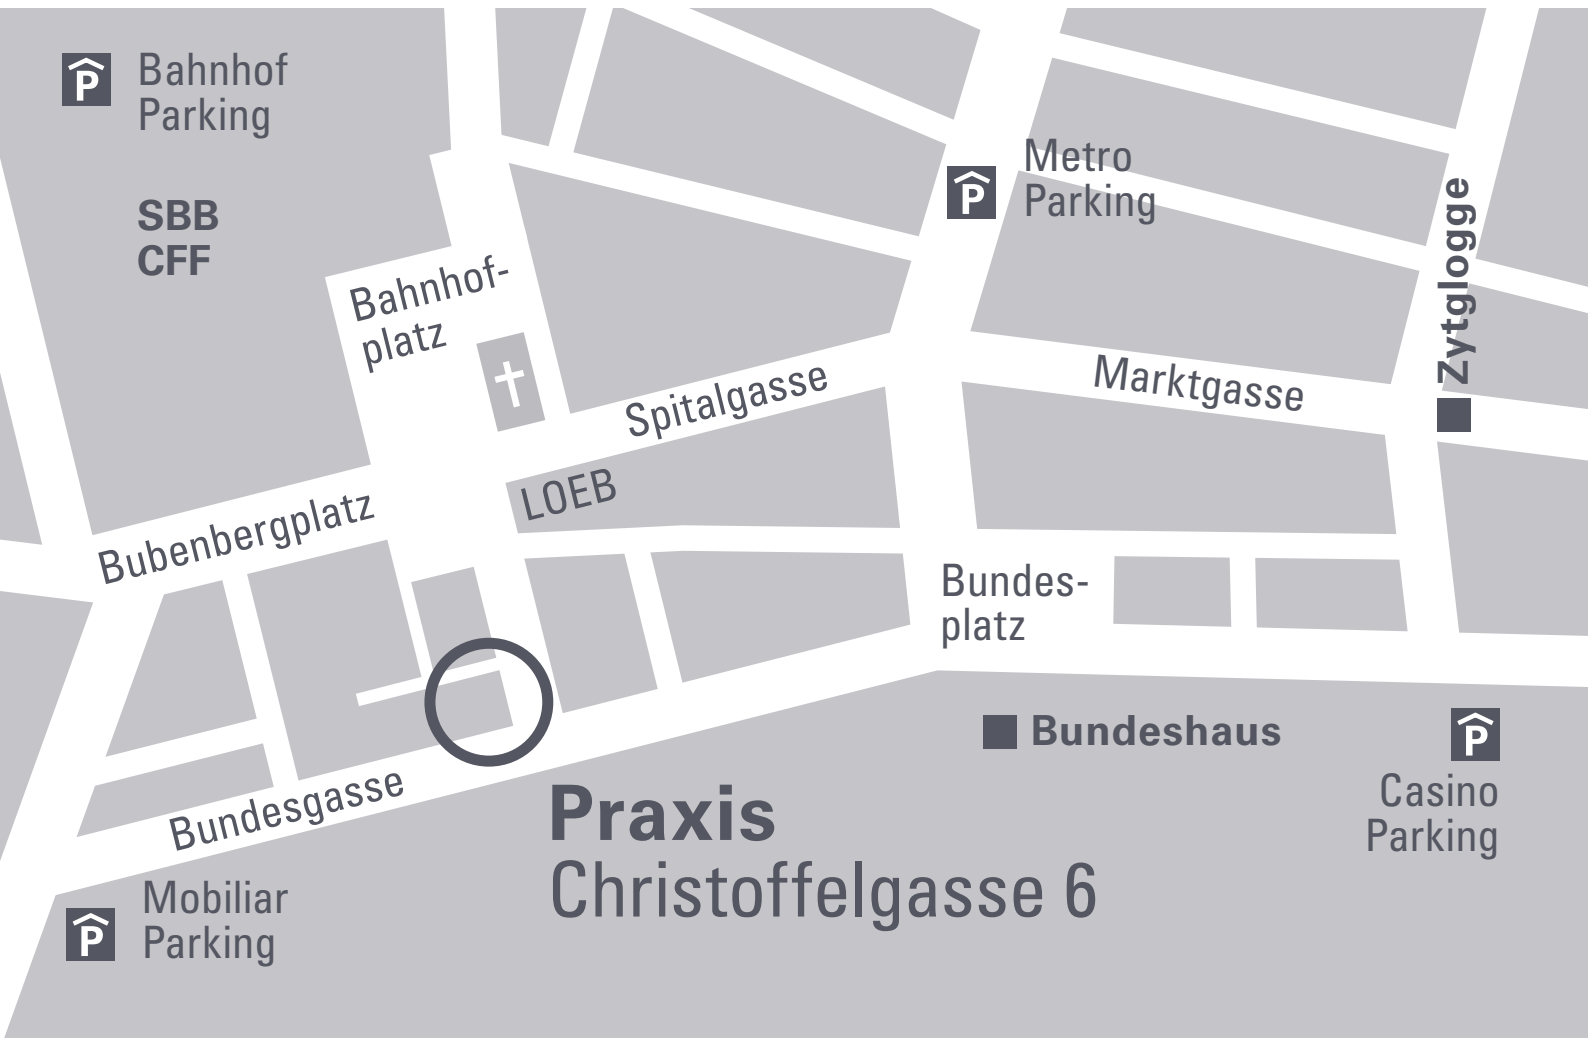 P
Bahnhof
Parking
SBB
CFF
Bahnhof-
platz
P
Metro
Parking
Zytglogge
Spitalgasse
Marktgasse
LOEB
Bubenbergplatz
Bundes-
platz
Bundesgasse
Bundeshaus
P
Casino
Parking
Praxis
Christoffelgasse 6
P
Mobiliar
Parking